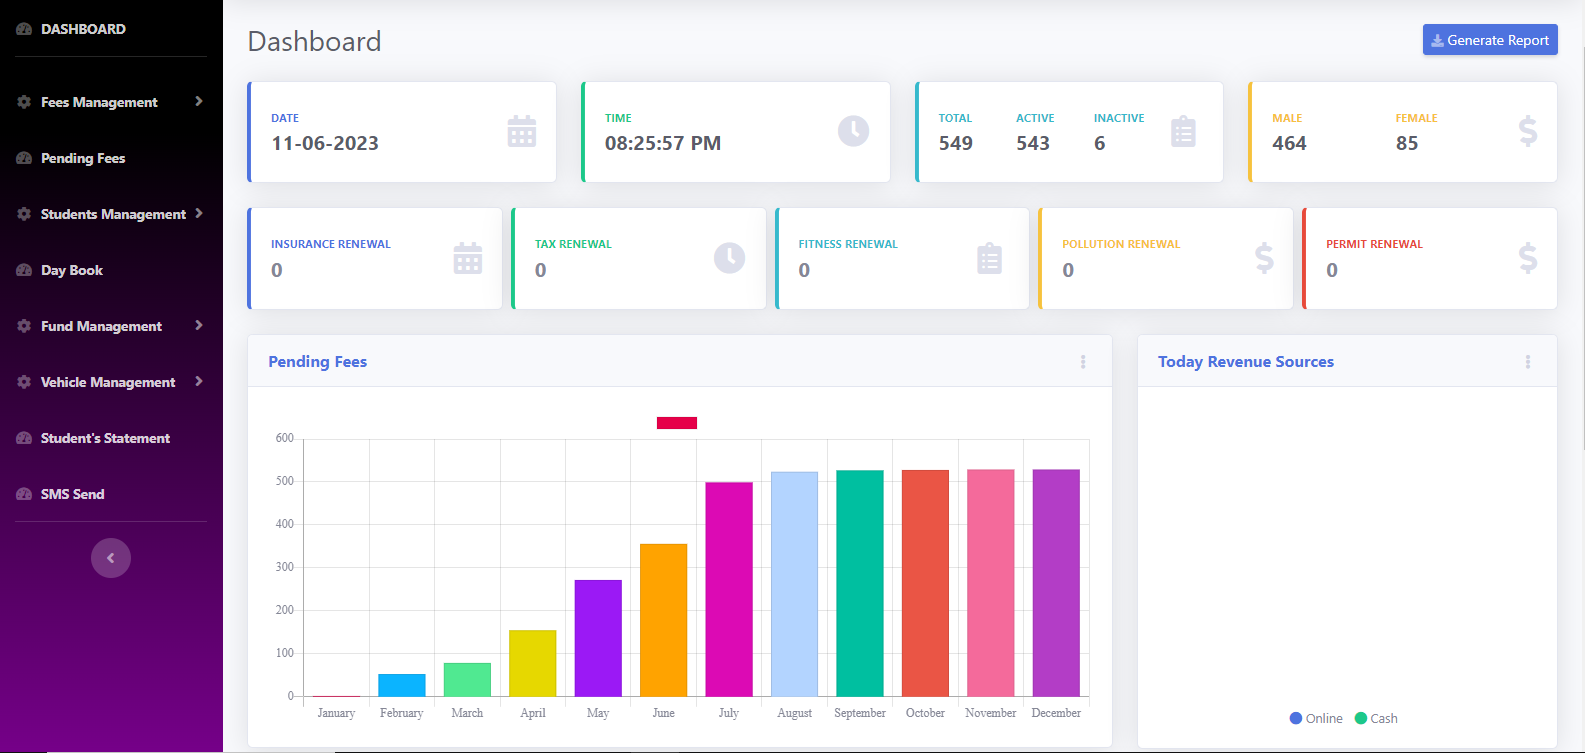 DASHBOARD
Fees Management
Pending Fees
Students Management
Day Book
Fund Management
Vehicle Management
Student's Statement
SMS Send
Dashboard
Generate Report
DATE
11-06-2023
TIME
08:25:57 PM
TOTAL ACTIVE INACTIVE
549 543 6
MALE FEMALE
464 85
INSURANCE RENEWAL
0
TAX RENEWAL
0
FITNESS RENEWAL
0
POLLUTION RENEWAL
0
PERMIT RENEWAL
0
Pending Fees
600
500
400
300
200
100
0
January February March April May June July August September October November December
Today Revenue Sources
Online Cash